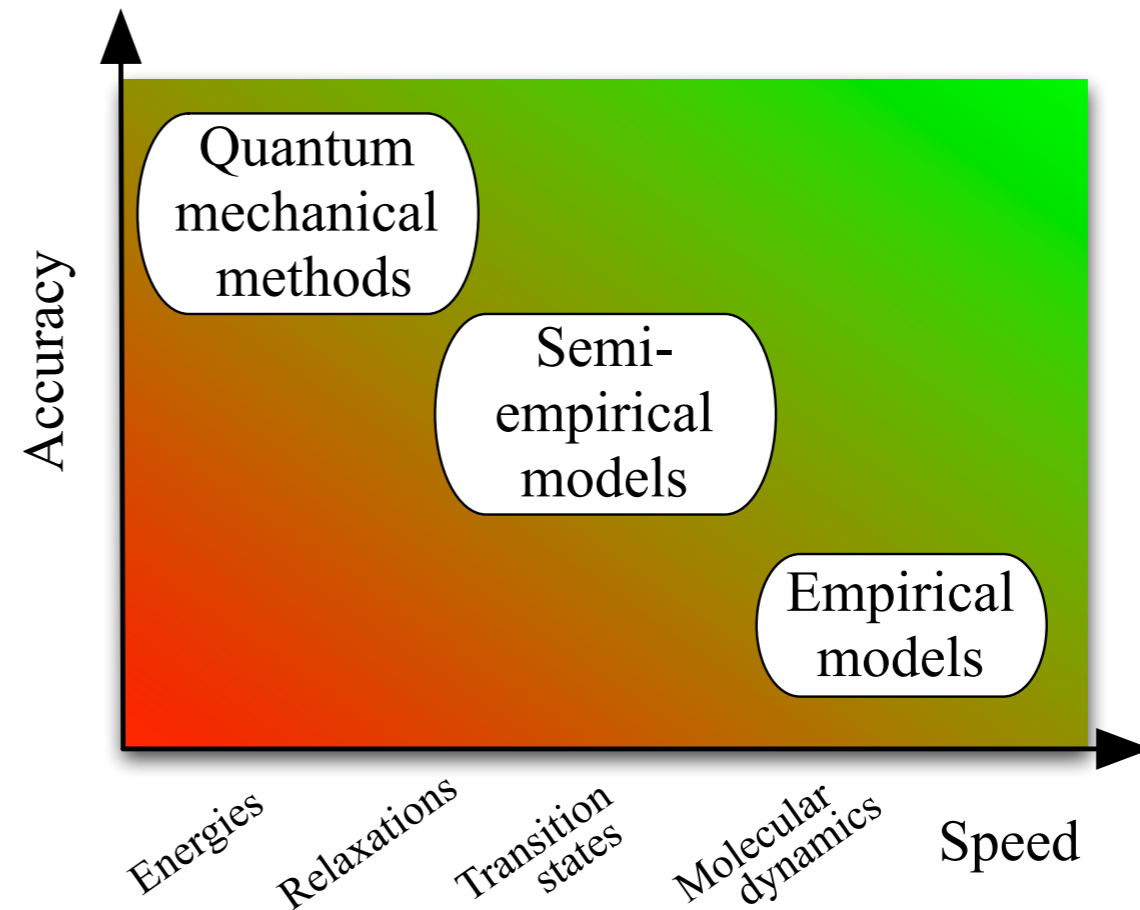 Quantum
mechanical
methods
Semi-
empirical
models
Empirical
models
Accuracy
Energies
Relaxations
Transition
states
Molecular
dynamics
Speed